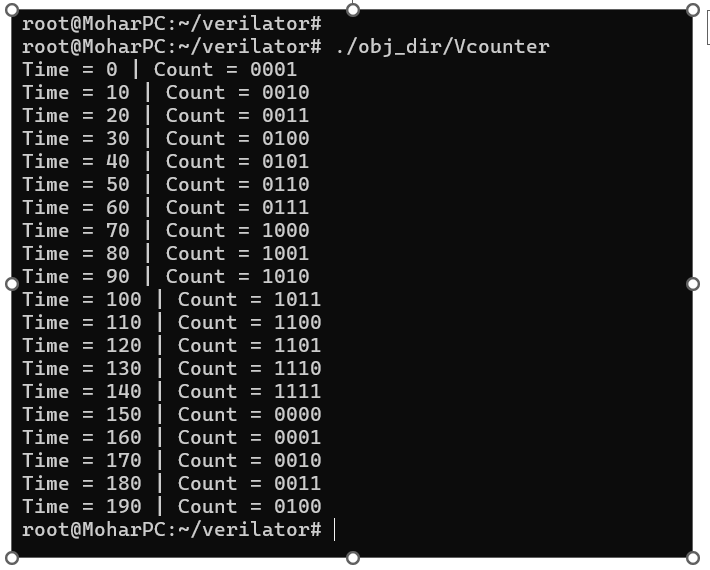 root@MoharPC:~/verilator#
root@MoharPC:~/verilator# ./obj_dir/Vcounter
Time = 0 | Count = 0001
Time = 10 | Count = 0010
Time = 20 | Count = 0011
Time = 30 | Count = 0100
Time = 40 | Count = 0101
Time = 50 | Count = 0110
Time = 60 | Count = 0111
Time = 70 | Count = 1000
Time = 80 | Count = 1001
Time = 90 | Count = 1010
Time = 100 | Count = 1011
Time = 110 | Count = 1100
Time = 120 | Count = 1101
Time = 130 | Count = 1110
Time = 140 | Count = 1111
Time = 150 | Count = 0000
Time = 160 | Count = 0001
Time = 170 | Count = 0010
Time = 180 | Count = 0011
Time = 190 | Count = 0100
root@MoharPC:~/verilator#